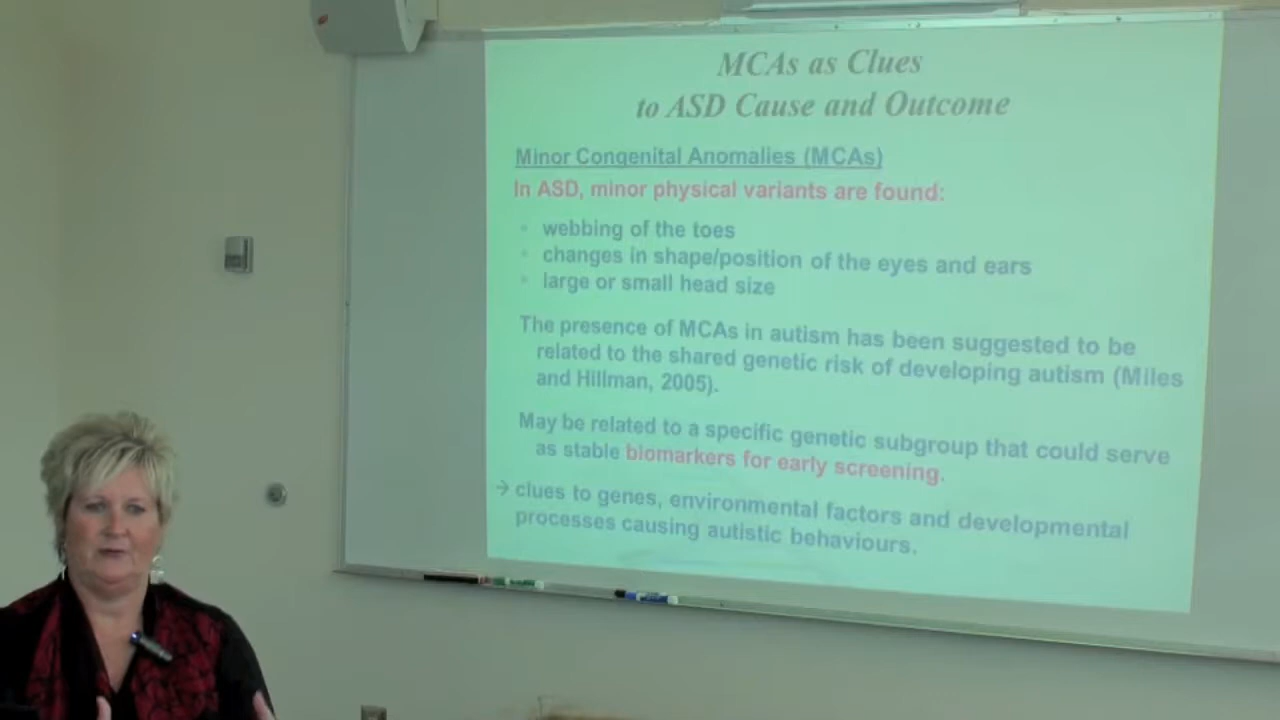 MCAs as Clues
to ASD Cause and Outcome
Minor Congenital Anomalies (MCAs)
In ASD, minor physical variants are found:
• webbing of the toes
• changes in shape/position of the eyes and ears
• large or small head size
The presence of MCAs in autism has been suggested to be
related to the shared genetic risk of developing autism (Miles
and Hillman, 2005).
May be related to a specific genetic subgroup that could serve
as stable biomarkers for early screening.
→ clues to genes, environmental factors and developmental
processes causing autistic behaviours.